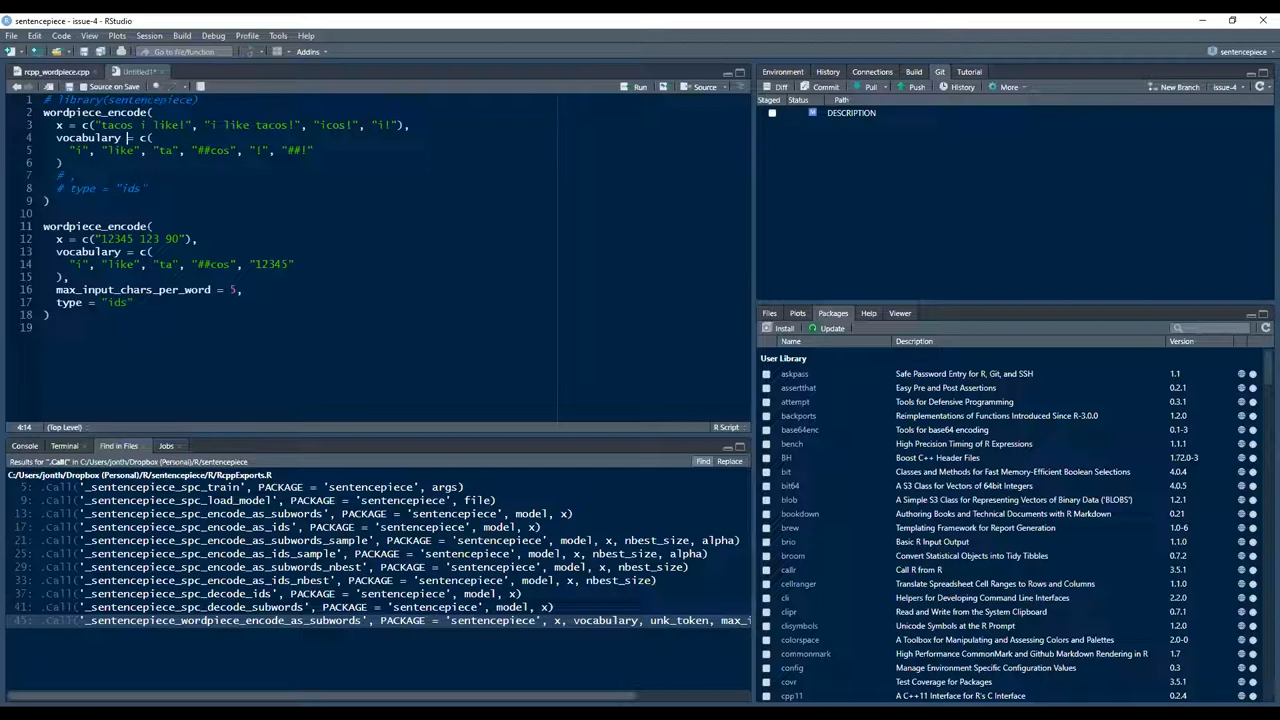 sentencepiece - issue-4 - RStudio
File Edit Code View Plots Session Build Debug Profile Tools Help
Go to file/function Addins sentencepiece
rcpp_wordpiece.cpp Untitled1*
Source on Save Run Source
1 # library(sentencepiece)
2 wordpiece_encode(
3 x = c("tacos i like!", "i like tacos!", "icos!", "i!"),
4 vocabulary = c(
5 "i", "like", "ta", "##cos", "!", "##!"
6 )
7 # ,
8 # type = "ids"
9 )
10
11 wordpiece_encode(
12 x = c("12345 123 90"),
13 vocabulary = c(
14 "i", "like", "ta", "##cos", "12345"
15 ),
16 max_input_chars_per_word = 5,
17 type = "ids"
18 )
19
4:14 (Top Level) R Script
Console Terminal Find in Files Jobs
Results for ".Call(" in C:/Users/jonth/Dropbox (Personal)/R/sentencepiece Find Replace
C:/Users/jonth/Dropbox (Personal)/R/sentencepiece/R/RcppExports.R
5: .Call('_sentencepiece_spc_train', PACKAGE = 'sentencepiece', args)
9: .Call('_sentencepiece_spc_load_model', PACKAGE = 'sentencepiece', file)
13: .Call('_sentencepiece_spc_encode_as_subwords', PACKAGE = 'sentencepiece', model, x)
17: .Call('_sentencepiece_spc_encode_as_ids', PACKAGE = 'sentencepiece', model, x)
21: .Call('_sentencepiece_spc_encode_as_subwords_sample', PACKAGE = 'sentencepiece', model, x, nbest_size, alpha)
25: .Call('_sentencepiece_spc_encode_as_ids_sample', PACKAGE = 'sentencepiece', model, x, nbest_size, alpha)
29: .Call('_sentencepiece_spc_encode_as_subwords_nbest', PACKAGE = 'sentencepiece', model, x, nbest_size)
33: .Call('_sentencepiece_spc_encode_as_ids_nbest', PACKAGE = 'sentencepiece', model, x, nbest_size)
37: .Call('_sentencepiece_spc_decode_ids', PACKAGE = 'sentencepiece', model, x)
41: .Call('_sentencepiece_spc_decode_subwords', PACKAGE = 'sentencepiece', model, x)
45: .Call('_sentencepiece_wordpiece_encode_as_subwords', PACKAGE = 'sentencepiece', x, vocabulary, unk_token, max_i
Environment History Connections Build Git Tutorial
Diff Commit Pull Push History More New Branch issue-4
Staged Status Path
M DESCRIPTION
Files Plots Packages Help Viewer
Install Update
Name Description Version
User Library
askpass Safe Password Entry for R, Git, and SSH 1.1
assertthat Easy Pre and Post Assertions 0.2.1
attempt Tools for Defensive Programming 0.3.1
backports Reimplementations of Functions Introduced Since R-3.0.0 1.2.0
base64enc Tools for base64 encoding 0.1-3
bench High Precision Timing of R Expressions 1.1.1
BH Boost C++ Header Files 1.72.0-3
bit Classes and Methods for Fast Memory-Efficient Boolean Selections 4.0.4
bit64 A S3 Class for Vectors of 64bit Integers 4.0.5
blob A Simple S3 Class for Representing Vectors of Binary Data ('BLOBS') 1.2.1
bookdown Authoring Books and Technical Documents with R Markdown 0.21
brew Templating Framework for Report Generation 1.0-6
brio Basic R Input Output 1.1.0
broom Convert Statistical Objects into Tidy Tibbles 0.7.2
callr Call R from R 3.5.1
cellranger Translate Spreadsheet Cell Ranges to Rows and Columns 1.1.0
cli Helpers for Developing Command Line Interfaces 2.2.0
clipr Read and Write from the System Clipboard 0.7.1
clisymbols Unicode Symbols at the R Prompt 1.2.0
colorspace A Toolbox for Manipulating and Assessing Colors and Palettes 2.0-0
commonmark High Performance CommonMark and Github Markdown Rendering in R 1.7
config Manage Environment Specific Configuration Values 0.3
covr Test Coverage for Packages 3.5.1
cpp11 A C++11 Interface for R's C Interface 0.2.4